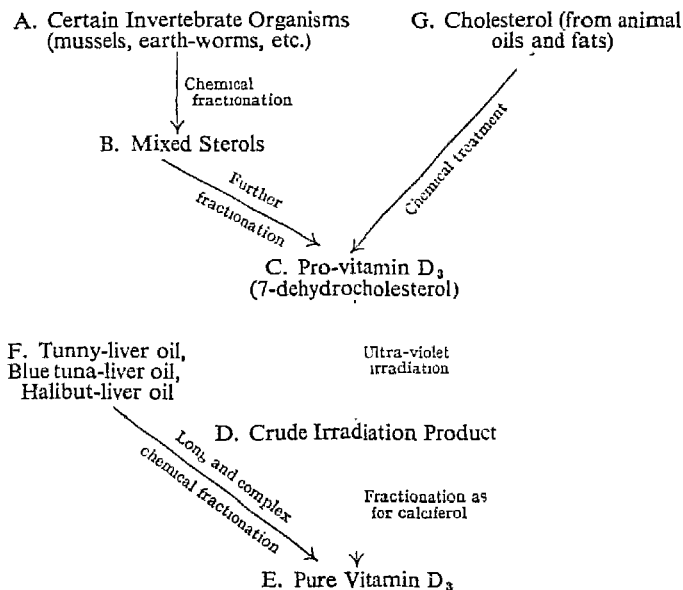 A. Certain Invertebrate Organisms
(mussels, earth-worms, etc.)
G. Cholesterol (from animal
oils and fats)
Chemical
fractionation
Chemical treatment
B. Mixed Sterols
Further
fractionation
C. Pro-vitamin D₃
(7-dehydrocholesterol)
F. Tunny-liver oil,
Blue tuna-liver oil,
Halibut-liver oil
Ultra-violet
irradiation
D. Crude Irradiation Product
Long and complex
chemical fractionation
Fractionation as
for calciferol
E. Pure Vitamin D₃